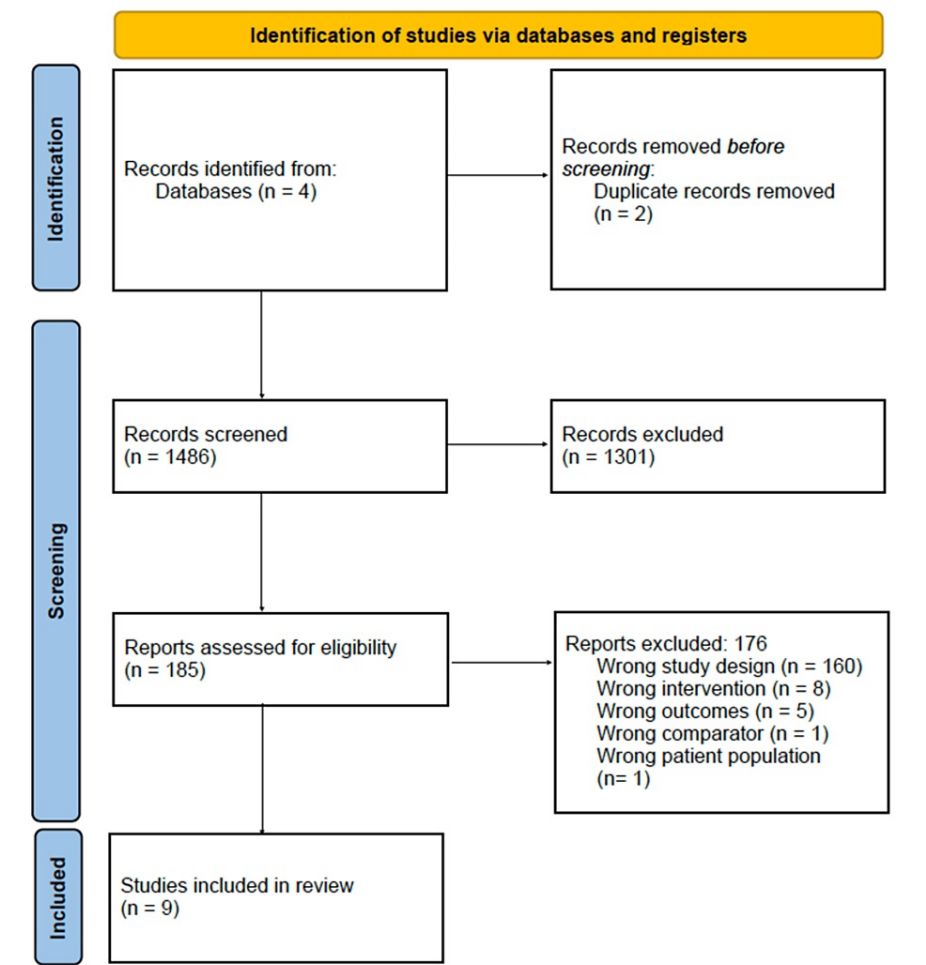 Identification of studies via databases and registers
Identification
Records identified from:
Databases (n = 4)
Records removed before
screening:
Duplicate records removed
(n = 2)
Screening
Records screened
(n = 1486)
Records excluded
(n = 1301)
Reports assessed for eligibility
(n = 185)
Reports excluded: 176
Wrong study design (n = 160)
Wrong intervention (n = 8)
Wrong outcomes (n = 5)
Wrong comparator (n = 1)
Wrong patient population
(n= 1)
Included
Studies included in review
(n = 9)